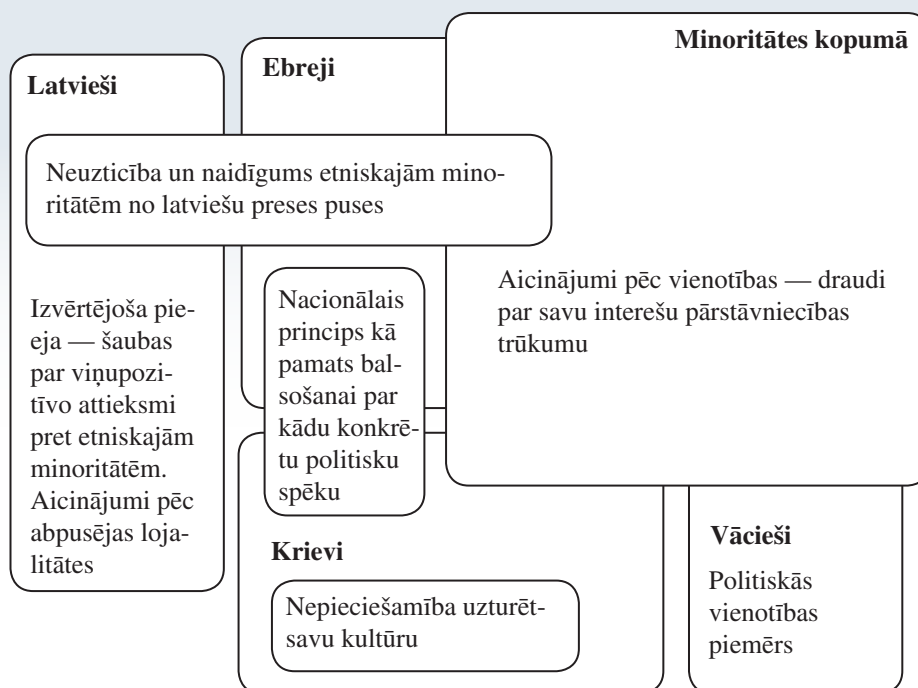 Minoritātes kopumā
Ebreji
Latvieši
Neuzticība un naidīgums etniskajām mino-
ritātēm no latviešu preses puses
Izvērtējoša pie-
eja — šaubas
par viņupozi-
tīvo attieksmi
pret etniskajām
minoritātēm.
Aicinājumi pēc
abpusējas loja-
litātes
Nacionālais
princips kā
pamats bal-
sošanai par
kādu konkrē-
tu politisku
spēku
Aicinājumi pēc vienotības — draudi
par savu interešu pārstāvniecības
trūkumu
Krievi
Nepieciešamība uzturēt-
savu kultūru
Vācieši
Politiskās
vienotības
piemērs